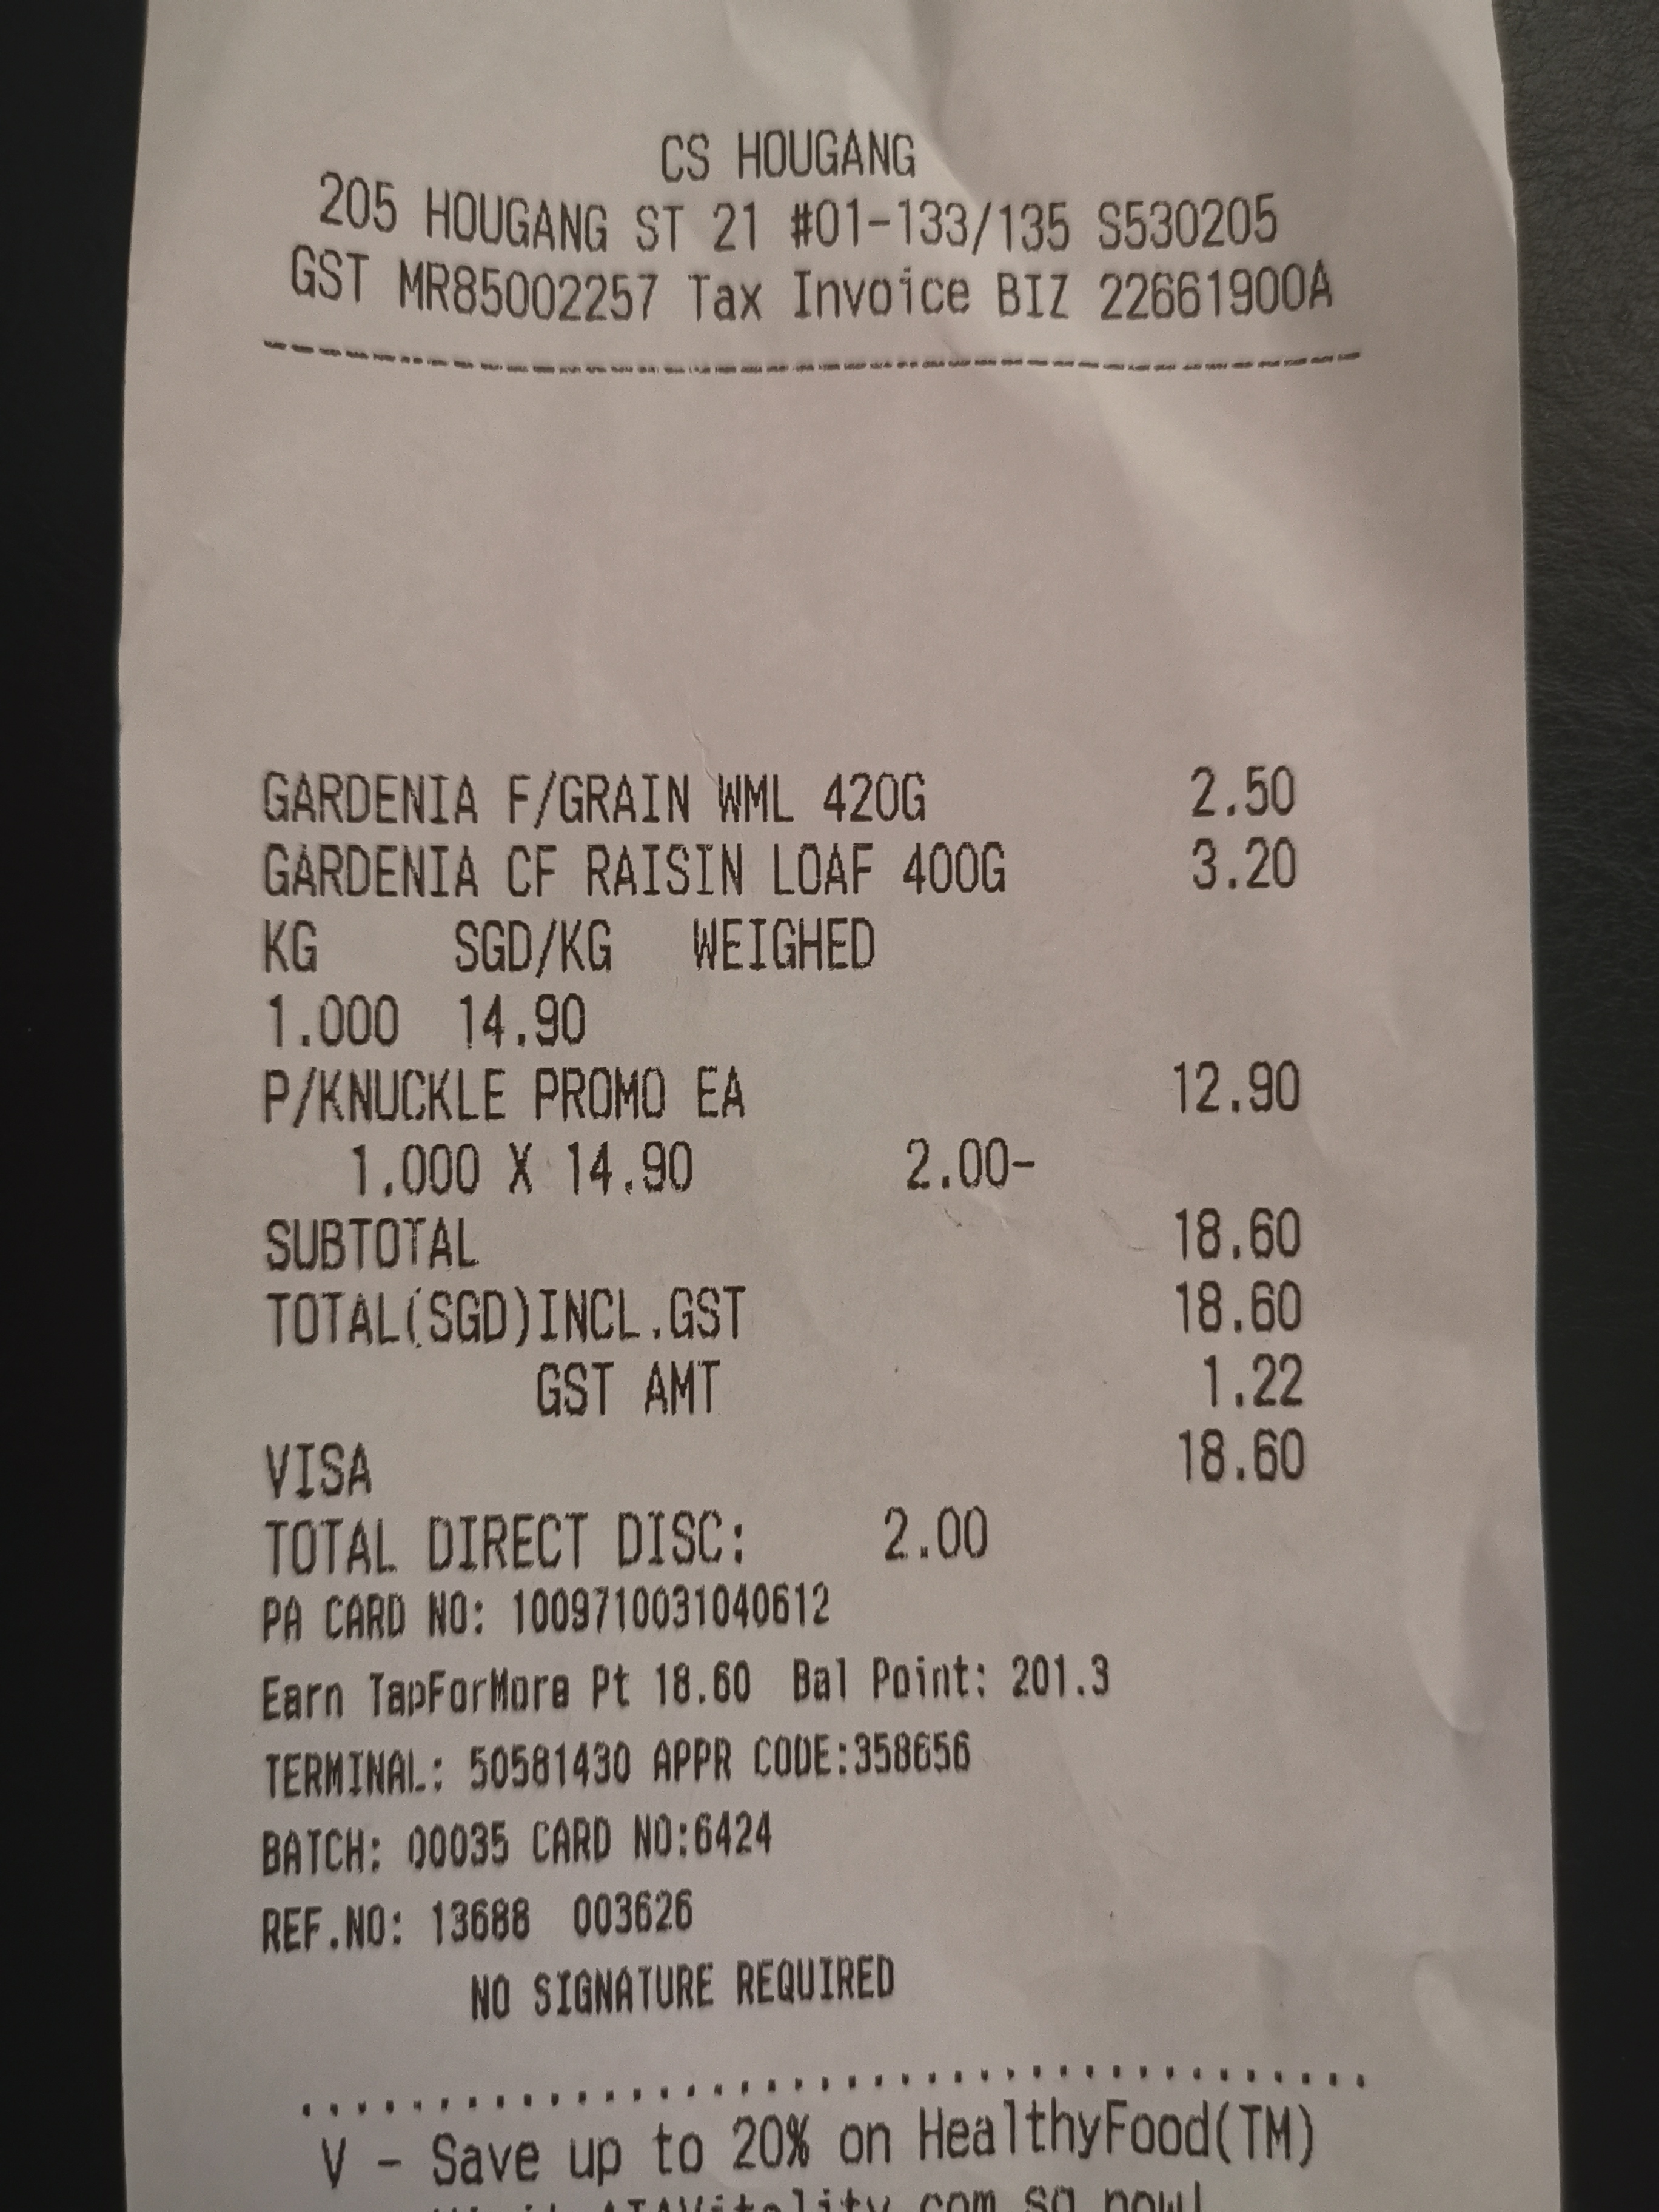 CS HOUGANG
205 HOUGANG ST 21 #01-133/135 S530205
GST MR85002257 Tax Invoice BIZ 22661900A
GARDENIA F/GRAIN WML 420G 2.50
GARDENIA CF RAISIN LOAF 400G 3.20
KG SGD/KG WEIGHED
1.000 14.90
P/KNUCKLE PROMO EA 12.90
1.000 X 14.90 2.00-
SUBTOTAL 18.60
TOTAL(SGD)INCL.GST 18.60
GST AMT 1.22
VISA 18.60
TOTAL DIRECT DISC: 2.00
PA CARD NO: 1009710031040612
Earn TapForMore Pt 18.60 Bal Point: 201.3
TERMINAL: 50581430 APPR CODE:358656
BATCH: 00035 CARD NO:6424
REF.NO: 13688 003626
NO SIGNATURE REQUIRED
V - Save up to 20% on HealthyFood(TM)
AIAVitality.com.sg now!